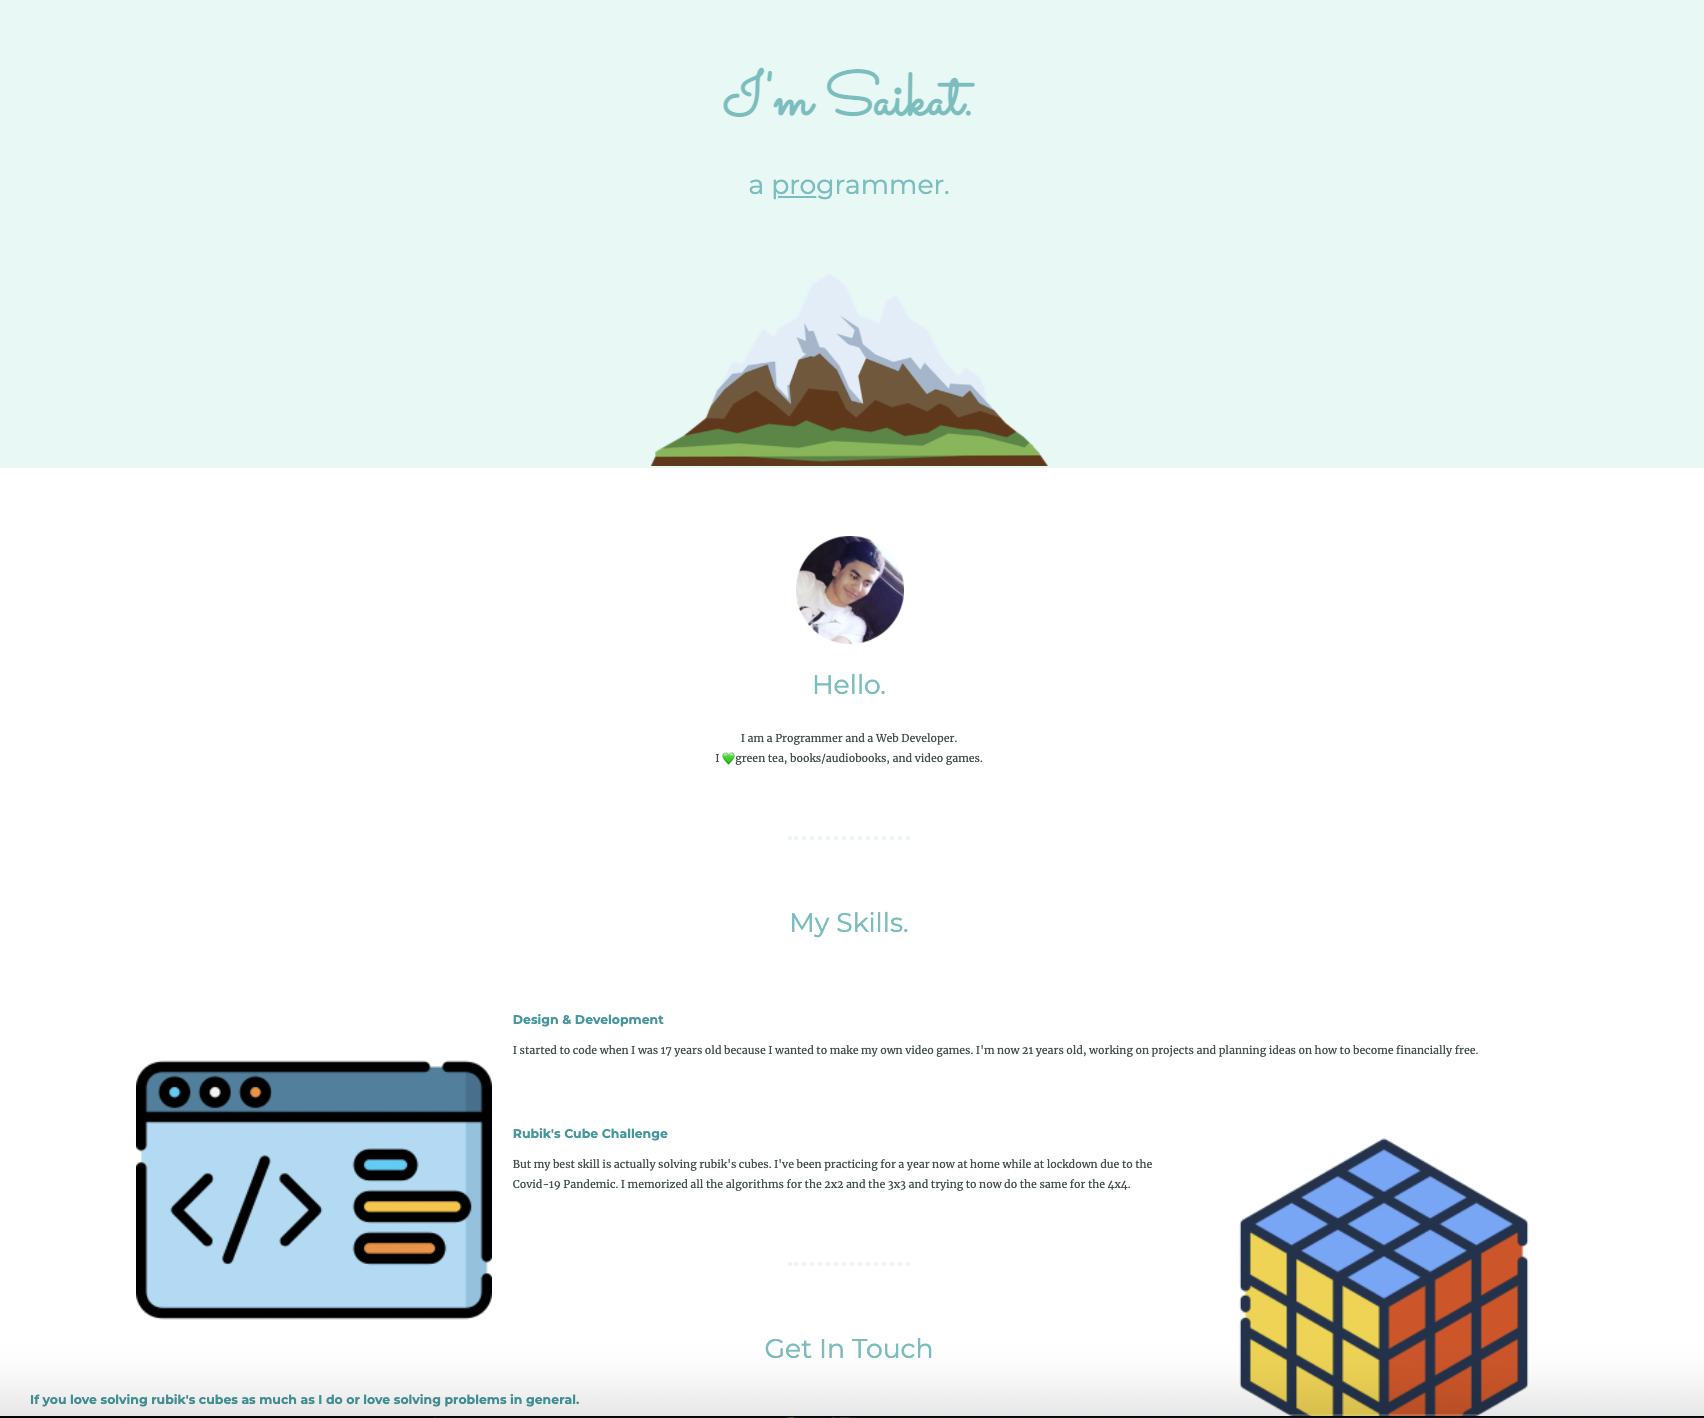 I'm Saikat.
a programmer.
Hello.
I am a Programmer and a Web Developer.
I 💚green tea, books/audiobooks, and video games.
My Skills.
Design & Development
I started to code when I was 17 years old because I wanted to make my own video games. I'm now 21 years old, working on projects and planning ideas on how to become financially free.
Rubik's Cube Challenge
But my best skill is actually solving rubik's cubes. I've been practicing for a year now at home while at lockdown due to the
Covid-19 Pandemic. I memorized all the algorithms for the 2x2 and the 3x3 and trying to now do the same for the 4x4.
Get In Touch
If you love solving rubik's cubes as much as I do or love solving problems in general.